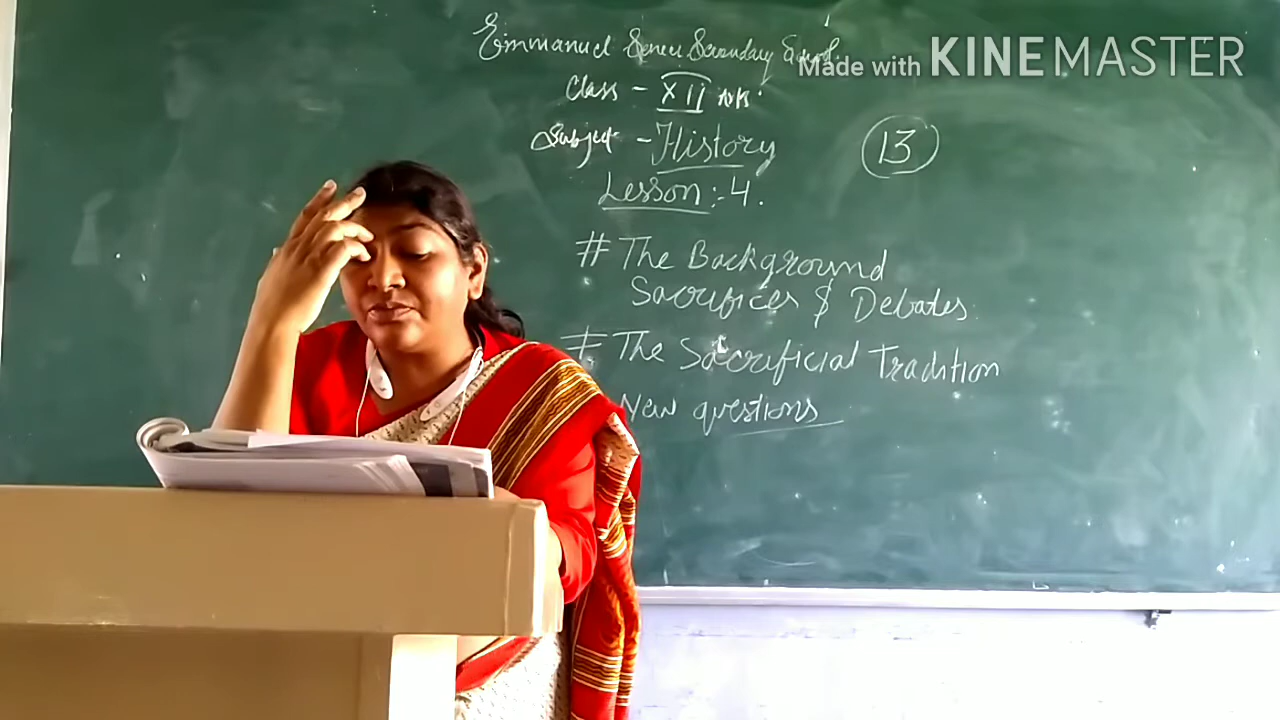 Emmanuel Senior Secondary School.
Made with KINEMASTER
Class - XII
Subject - History
13
Lesson :- 4.
# The Background
Sacrifices & Debates
# The Sacrificial Tradition
New questions